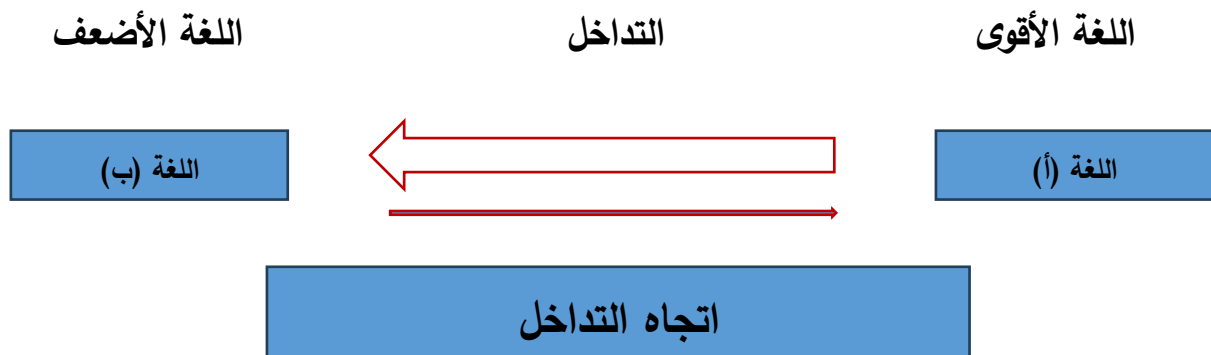 اللغة الأقوى التداخل اللغة الأضعف
اللغة (أ) اللغة (ب)
اتجاه التداخل